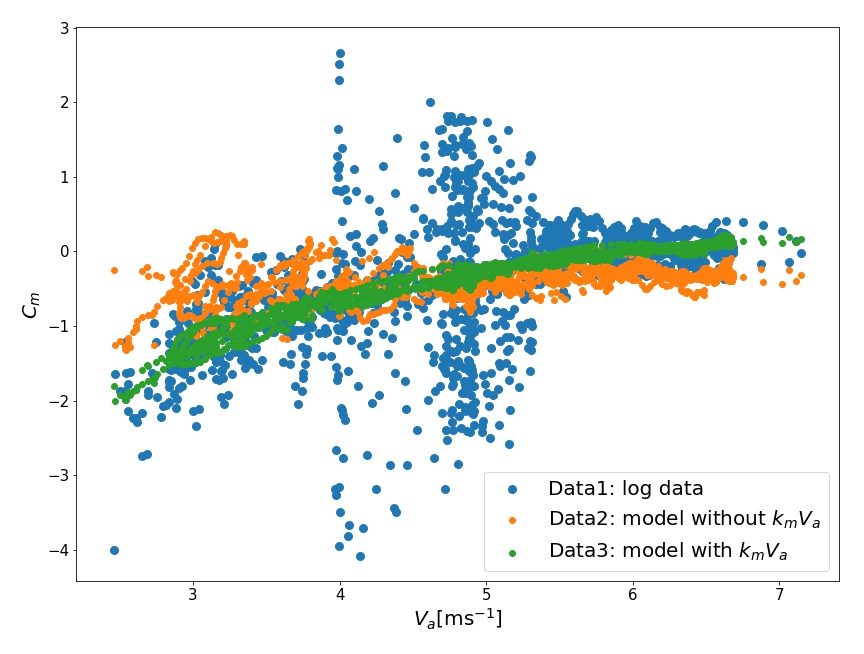 3
2
1
0
−1
−2
−3
−4
C_m
3 4 5 6 7
V_a[ms⁻¹]
Data1: log data
Data2: model without k_mV_a
Data3: model with k_mV_a